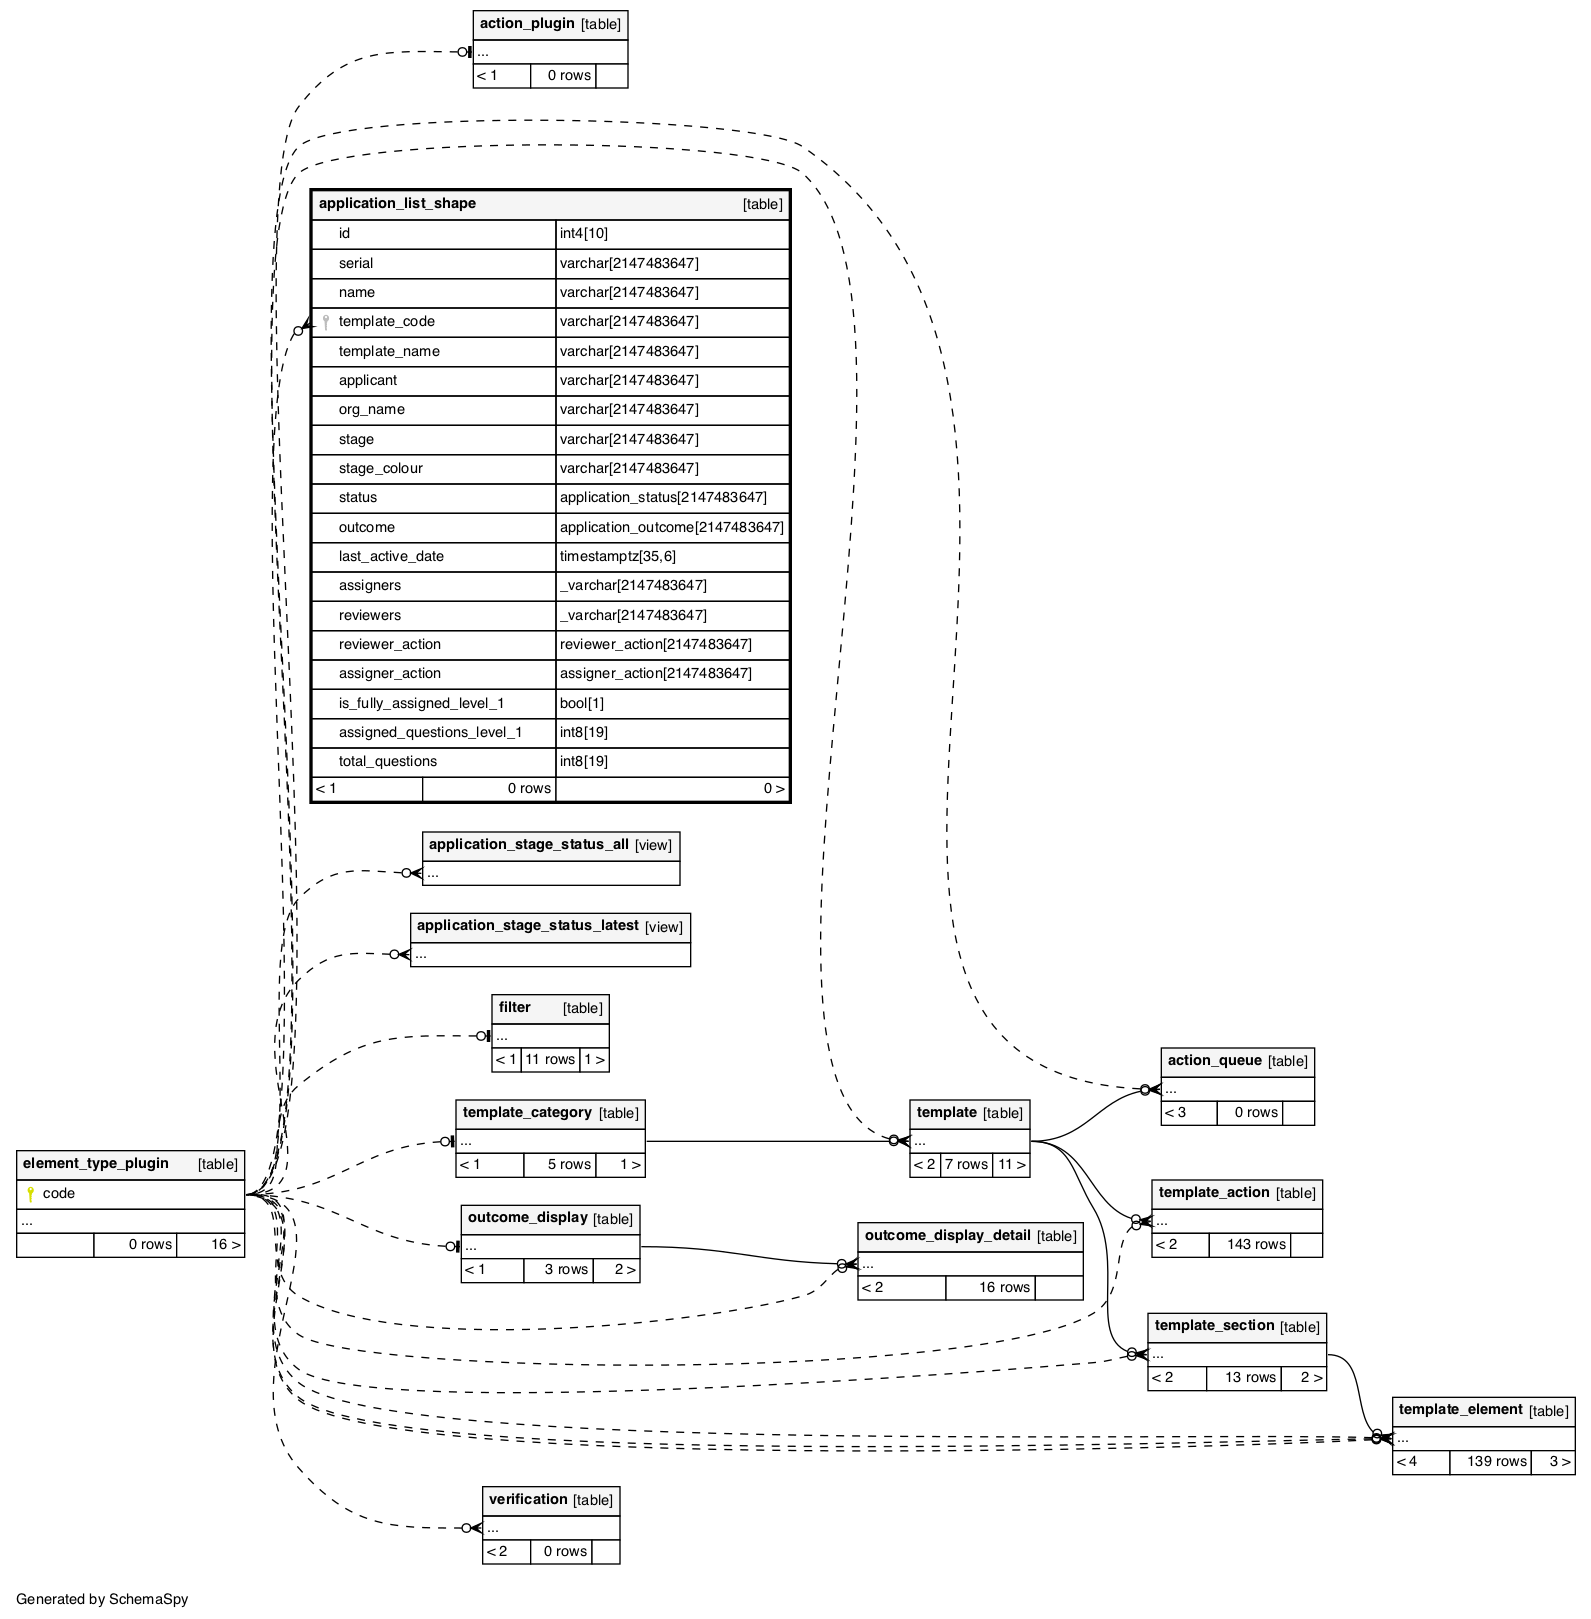 action_plugin [table]
...
< 1 0 rows
application_list_shape [table]
id int4[10]
serial varchar[2147483647]
name varchar[2147483647]
template_code varchar[2147483647]
template_name varchar[2147483647]
applicant varchar[2147483647]
org_name varchar[2147483647]
stage varchar[2147483647]
stage_colour varchar[2147483647]
status application_status[2147483647]
outcome application_outcome[2147483647]
last_active_date timestamptz[35,6]
assigners _varchar[2147483647]
reviewers _varchar[2147483647]
reviewer_action reviewer_action[2147483647]
assigner_action assigner_action[2147483647]
is_fully_assigned_level_1 bool[1]
assigned_questions_level_1 int8[19]
total_questions int8[19]
< 1 0 rows 0 >
application_stage_status_all [view]
...
application_stage_status_latest [view]
...
filter [table]
...
< 1 11 rows 1 >
template_category [table]
...
< 1 5 rows 1 >
template [table]
...
< 2 7 rows 11 >
action_queue [table]
...
< 3 0 rows
element_type_plugin [table]
code
...
0 rows 16 >
outcome_display [table]
...
< 1 3 rows 2 >
outcome_display_detail [table]
...
< 2 16 rows
template_action [table]
...
< 2 143 rows
template_section [table]
...
< 2 13 rows 2 >
template_element [table]
...
< 4 139 rows 3 >
verification [table]
...
< 2 0 rows
Generated by SchemaSpy